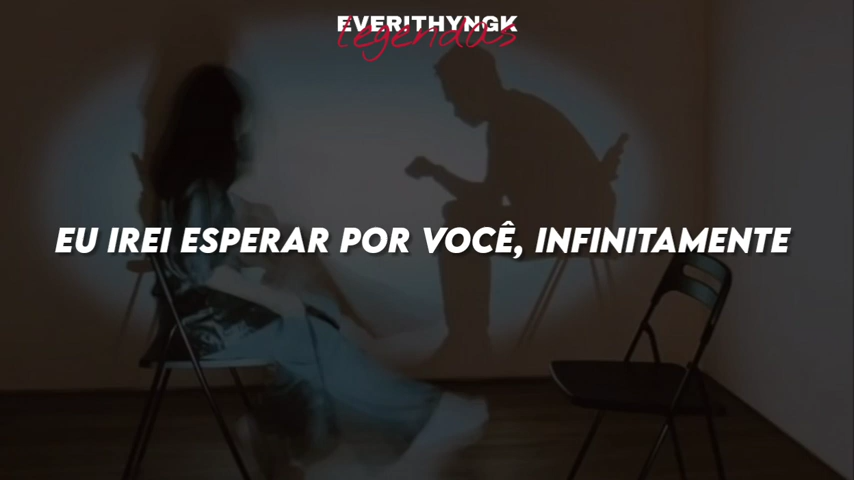 EVERITHYNGK
legendas
EU IREI ESPERAR POR VOCÊ, INFINITAMENTE